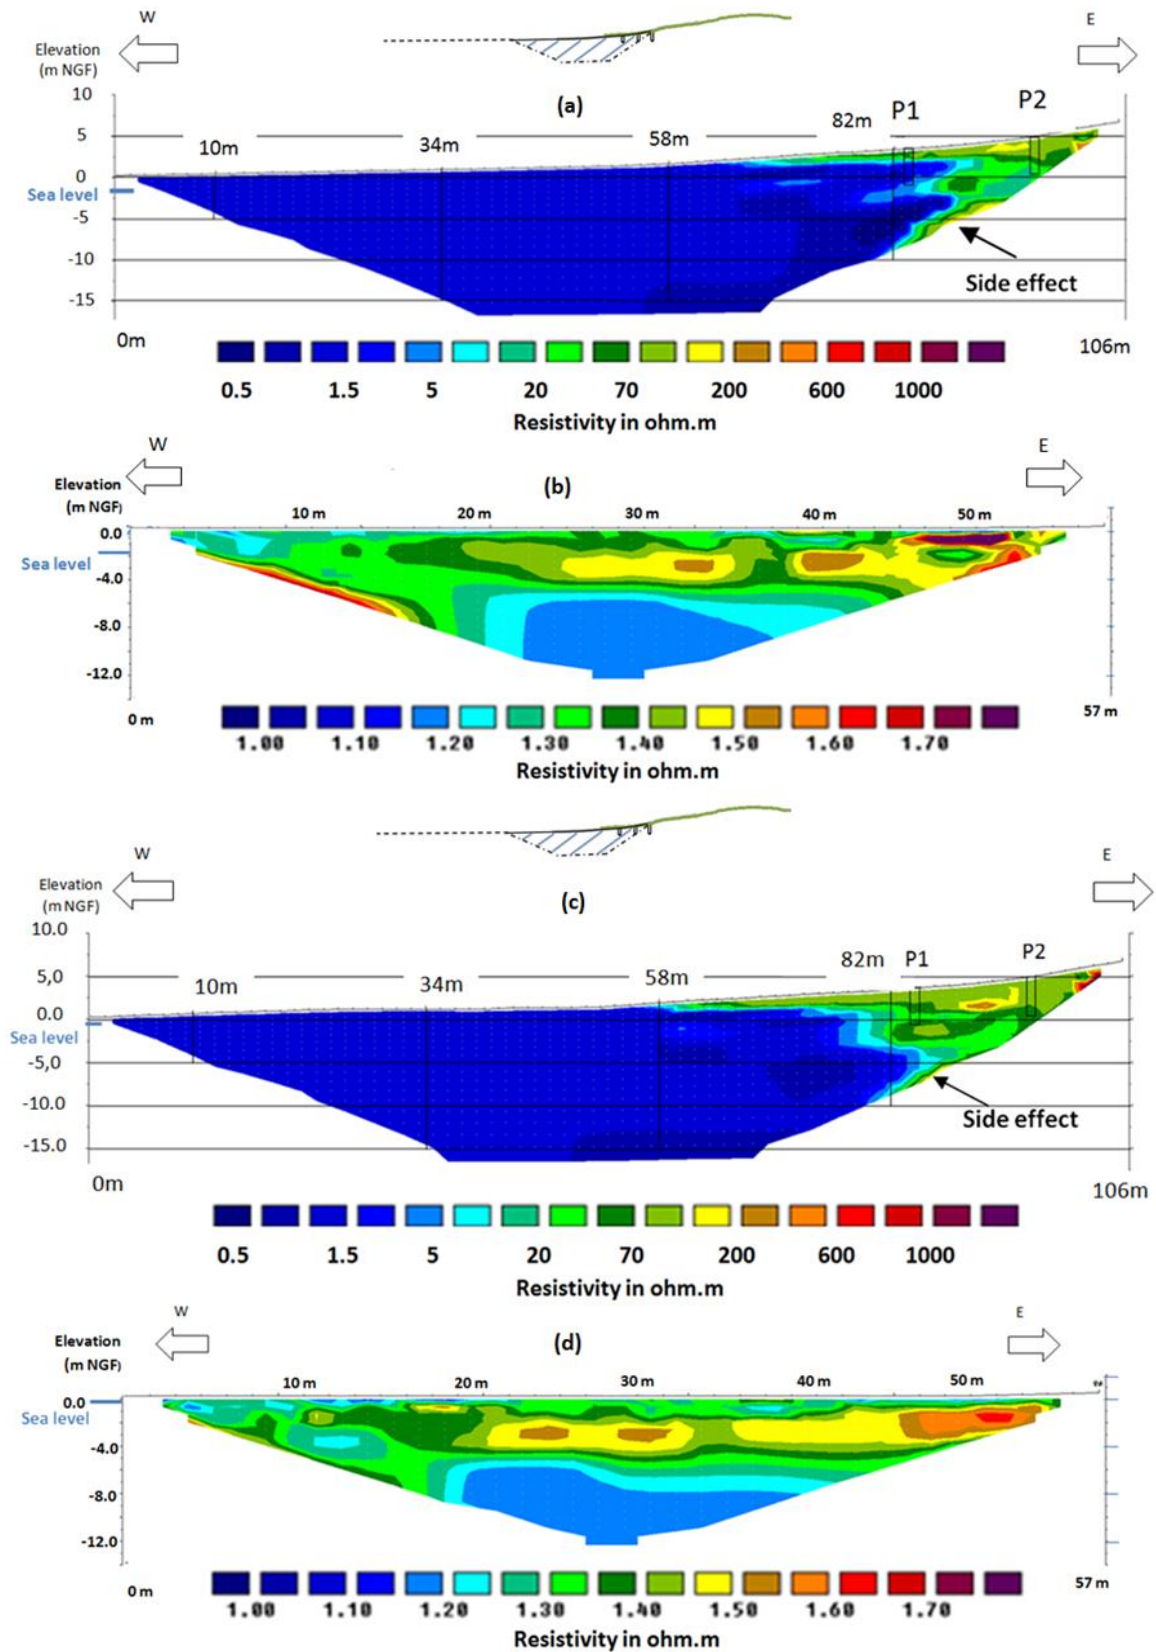 W
E
Elevation
(m NGF)
10
(a)
P1
P2
82m
58m
34m
10m
5
0
Sea level
-5
-10
-15
Side effect
0m
106m
0.5 1.5 5 20 70 200 600 1000
Resistivity in ohm.m
W
E
Elevation
(m NGF)
(b)
10 m 20 m 30 m 40 m 50 m
0.0
Sea level
-4.0
-8.0
-12.0
0 m
57 m
1.00 1.10 1.20 1.30 1.40 1.50 1.60 1.70
Resistivity in ohm.m
W
E
Elevation
(m NGF)
(c)
10.0
82m P1 P2
58m
34m
10m
5,0
0.0
Sea level
-5,0
-10.0
-15.0
Side effect
0m
106m
0.5 1.5 5 20 70 200 600 1000
Resistivity in ohm.m
W
E
Elevation
(m NGF)
(d)
10 m 20 m 30 m 40 m 50 m
0.0
Sea level
-4.0
-8.0
-12.0
0 m
57 m
1.00 1.10 1.20 1.30 1.40 1.50 1.60 1.70
Resistivity in ohm.m